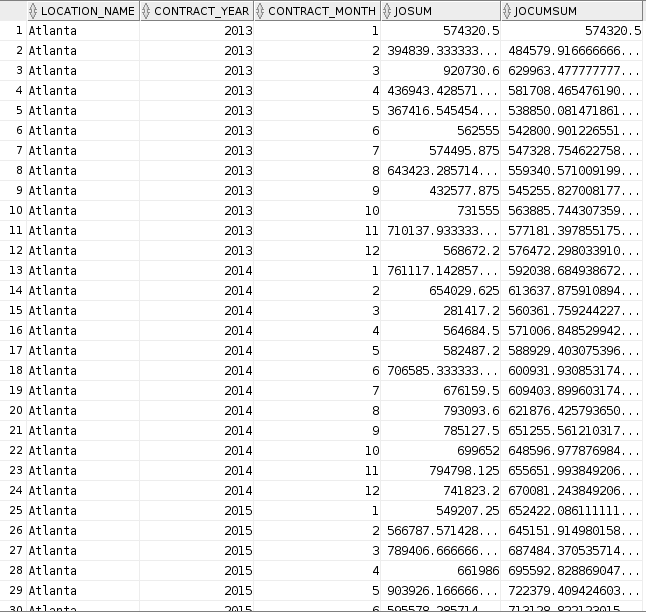 LOCATION_NAME CONTRACT_YEAR CONTRACT_MONTH JOSUM JOCUMSUM
1 Atlanta 2013 1 574320.5 574320.5
2 Atlanta 2013 2 394839.333333... 484579.916666666...
3 Atlanta 2013 3 920730.6 629963.477777777...
4 Atlanta 2013 4 436943.428571... 581708.465476190...
5 Atlanta 2013 5 367416.545454... 538850.081471861...
6 Atlanta 2013 6 562555 542800.901226551...
7 Atlanta 2013 7 574495.875 547328.754622758...
8 Atlanta 2013 8 643423.285714... 559340.571009199...
9 Atlanta 2013 9 432577.875 545255.827008177...
10 Atlanta 2013 10 731555 563885.744307359...
11 Atlanta 2013 11 710137.933333... 577181.397855175...
12 Atlanta 2013 12 568672.2 576472.298033910...
13 Atlanta 2014 1 761117.142857... 592038.684938672...
14 Atlanta 2014 2 654029.625 613637.875910894...
15 Atlanta 2014 3 281417.2 560361.759244227...
16 Atlanta 2014 4 564684.5 571006.848529942...
17 Atlanta 2014 5 582487.2 588929.403075396...
18 Atlanta 2014 6 706585.333333... 600931.930853174...
19 Atlanta 2014 7 676159.5 609403.899603174...
20 Atlanta 2014 8 793093.6 621876.425793650...
21 Atlanta 2014 9 785127.5 651255.561210317...
22 Atlanta 2014 10 699652 648596.977876984...
23 Atlanta 2014 11 794798.125 655651.993849206...
24 Atlanta 2014 12 741823.2 670081.243849206...
25 Atlanta 2015 1 549207.25 652422.086111111...
26 Atlanta 2015 2 566787.571428... 645151.914980158...
27 Atlanta 2015 3 789406.666666... 687484.370535714...
28 Atlanta 2015 4 661986 695592.828869047...
29 Atlanta 2015 5 903926.166666... 722379.409424603...
30 Atlanta 2015 6